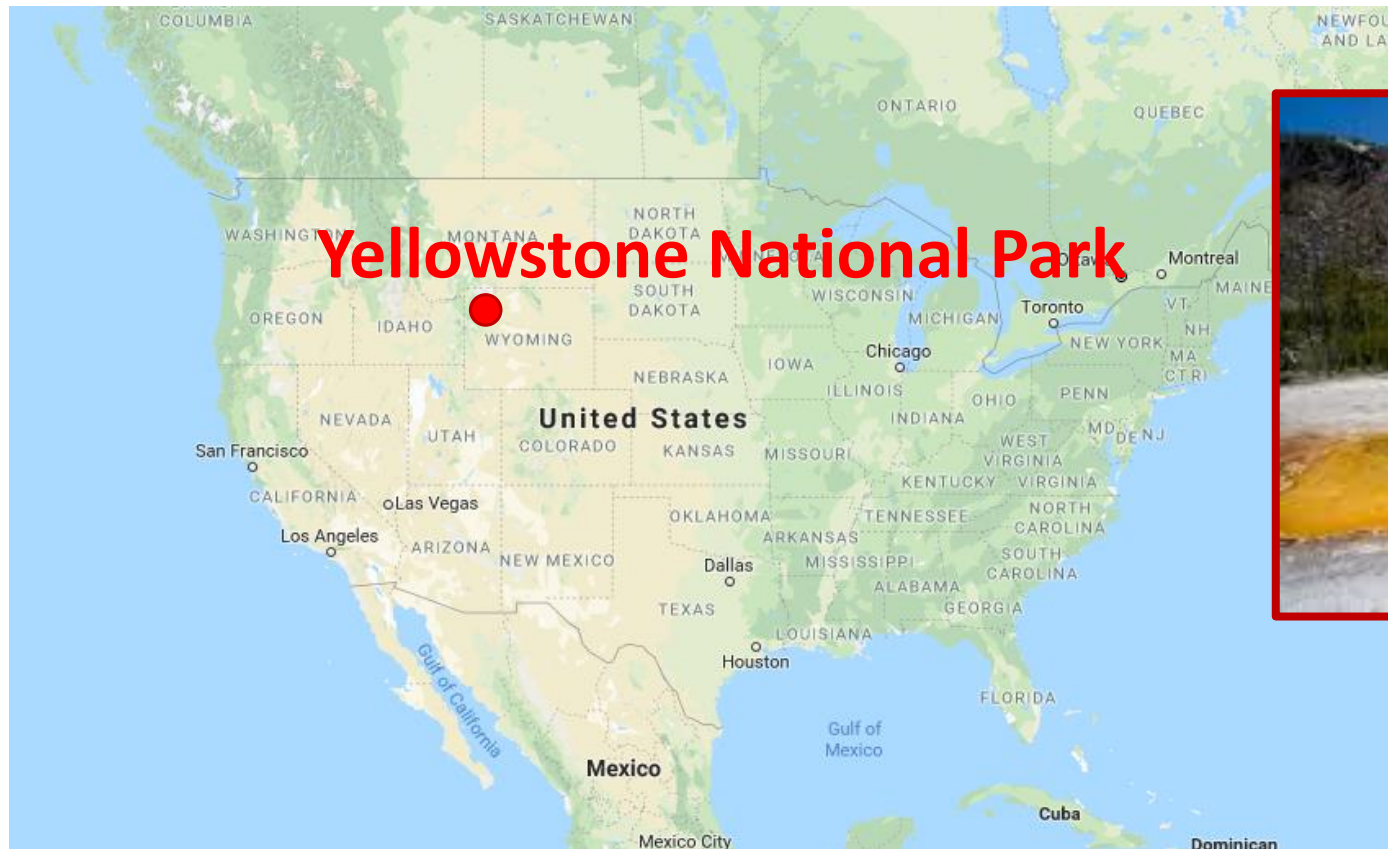 COLUMBIA
SASKATCHEWAN
NEWFOU
AND LA
ONTARIO
QUEBEC
NORTH
DAKOTA
WASHINGTON
MONTANA
Yellowstone National Park
Montreal
MAINE
SOUTH
DAKOTA
WISCONSIN
MICHIGAN
Toronto
VT.
NH.
OREGON
IDAHO
WYOMING
NEW YORK
MA
CT RI
Chicago
IOWA
NEBRASKA
ILLINOIS
INDIANA
OHIO
PENN
United States
NEVADA
UTAH
COLORADO
KANSAS
MISSOURI
WEST
VIRGINIA
MD
DE NJ
San Francisco
KENTUCKY
VIRGINIA
CALIFORNIA
Las Vegas
OKLAHOMA
TENNESSEE
NORTH
CAROLINA
Los Angeles
ARIZONA
NEW MEXICO
ARKANSAS
Dallas
MISSISSIPPI
SOUTH
CAROLINA
ALABAMA
TEXAS
GEORGIA
LOUISIANA
Houston
Gulf of California
FLORIDA
Gulf of
Mexico
Mexico
Cuba
Mexico City
Dominican